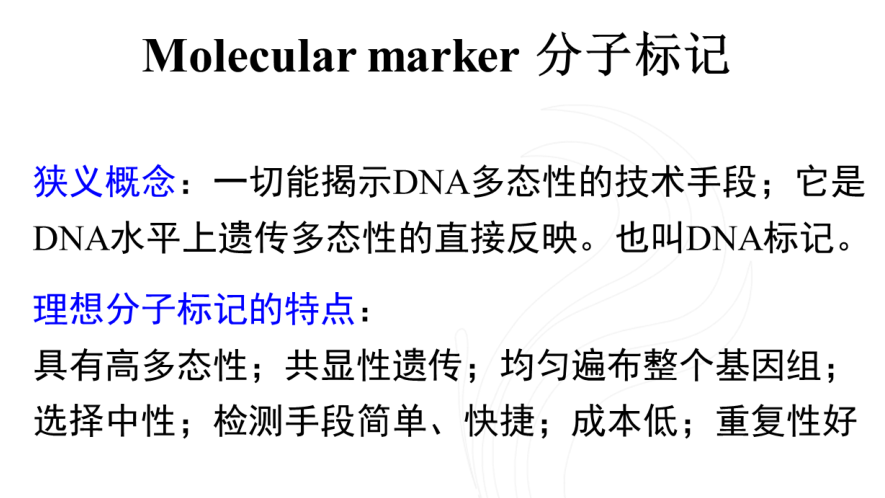 Molecular marker 分子标记
狭义概念：一切能揭示DNA多态性的技术手段；它是
DNA水平上遗传多态性的直接反映。也叫DNA标记。
理想分子标记的特点：
具有高多态性；共显性遗传；均匀遍布整个基因组；
选择中性；检测手段简单、快捷；成本低；重复性好